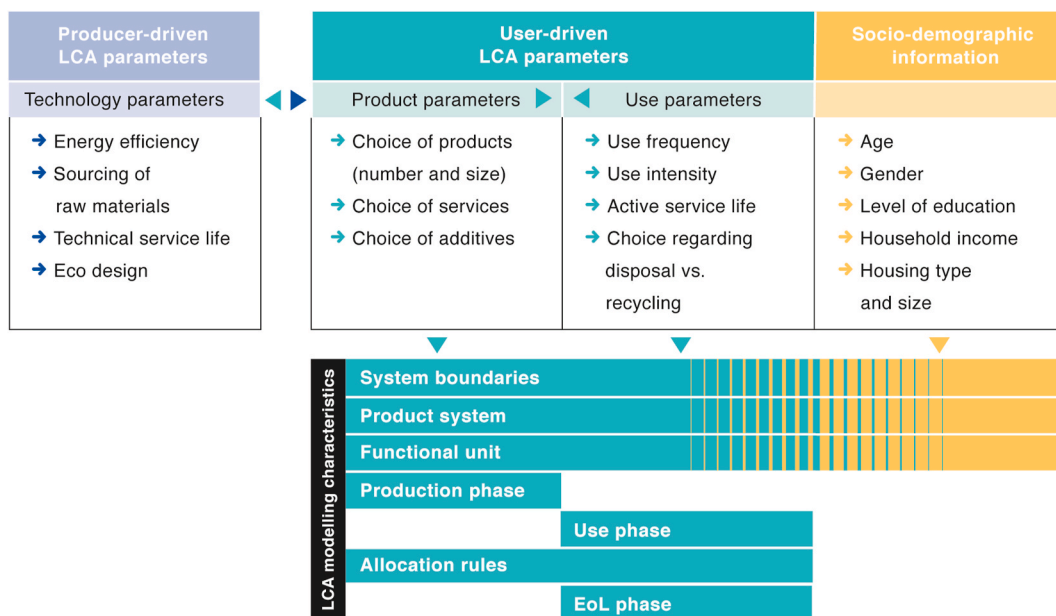 Producer-driven
LCA parameters
User-driven
LCA parameters
Socio-demographic
information
Technology parameters
Product parameters
Use parameters
Energy efficiency
Sourcing of
raw materials
Technical service life
Eco design
Choice of products
(number and size)
Choice of services
Choice of additives
Use frequency
Use intensity
Active service life
Choice regarding
disposal vs.
recycling
Age
Gender
Level of education
Household income
Housing type
and size
LCA modelling characteristics
System boundaries
Product system
Functional unit
Production phase
Use phase
Allocation rules
EoL phase